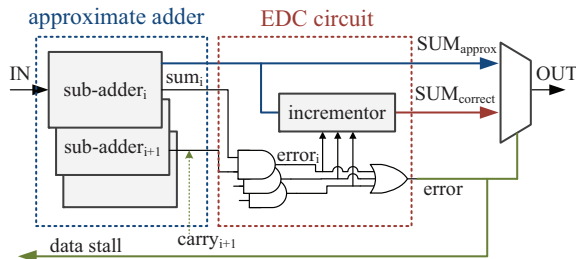 approximate adder
EDC circuit
SUMapprox
IN
sumi
OUT
sub-adderi
incrementor
SUMcorrect
sub-adderi+1
errori
error
carryi+1
data stall